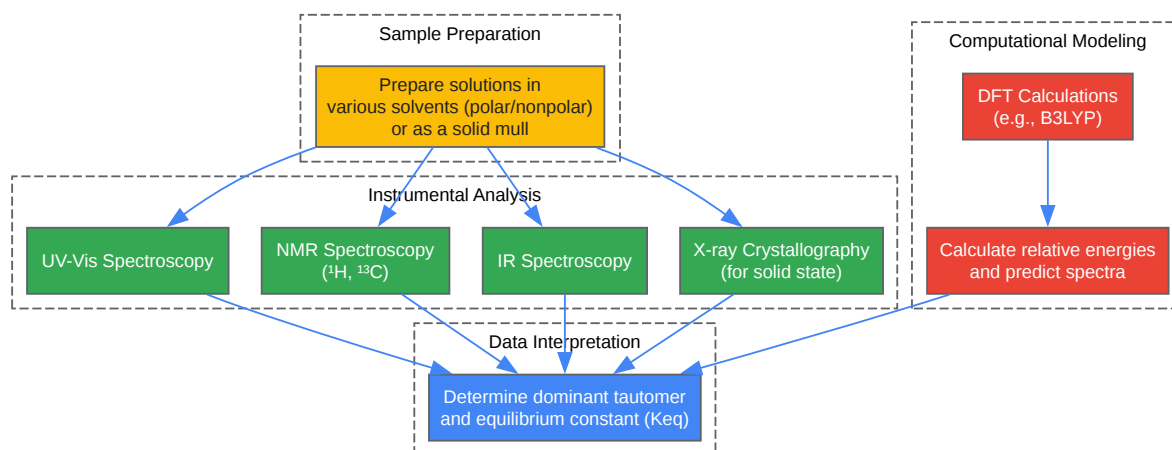 Sample Preparation
Prepare solutions in
various solvents (polar/nonpolar)
or as a solid mull
Computational Modeling
DFT Calculations
(e.g., B3LYP)
Instrumental Analysis
UV-Vis Spectroscopy
NMR Spectroscopy
(¹H, ¹³C)
IR Spectroscopy
X-ray Crystallography
(for solid state)
Calculate relative energies
and predict spectra
Data Interpretation
Determine dominant tautomer
and equilibrium constant (Keq)